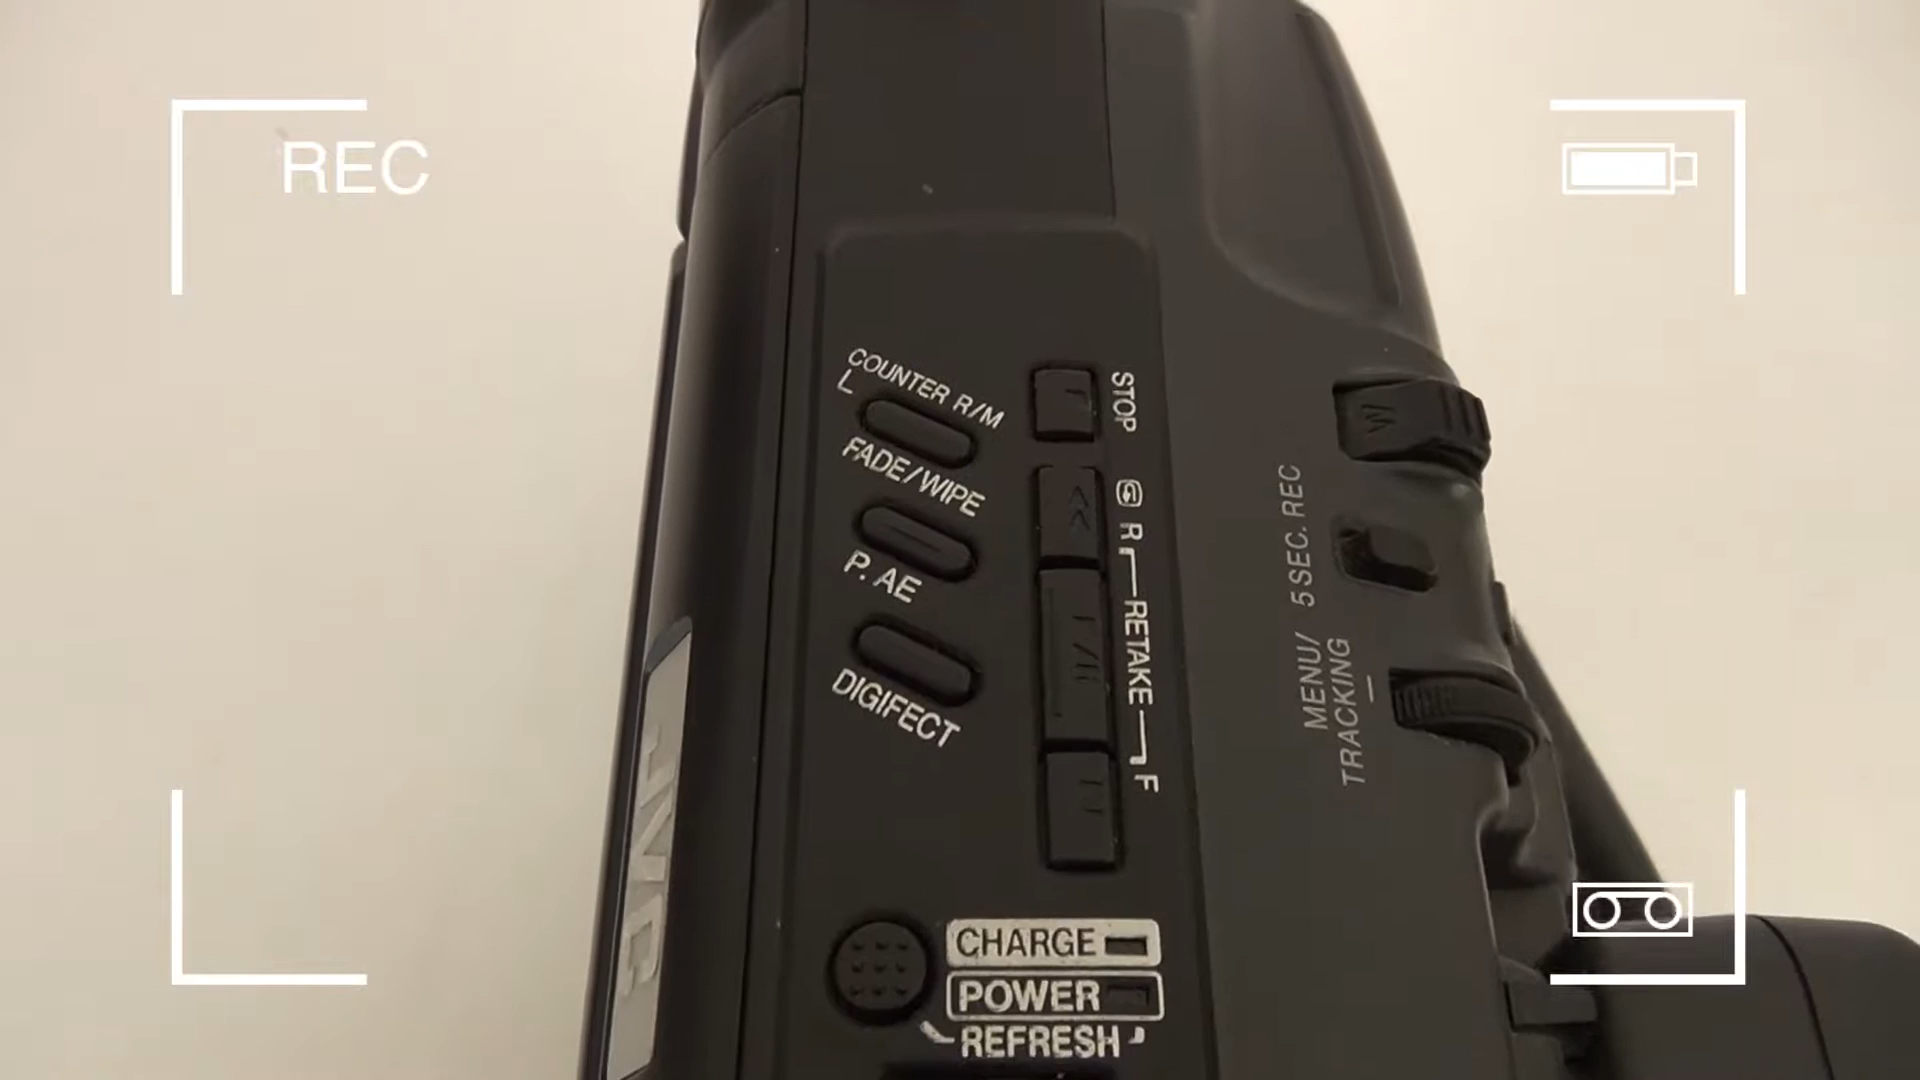 REC
COUNTER R/M
L
FADE/WIPE
P. AE
DIGIFECT
STOP
R RETAKE F
W
5 SEC. REC
MENU/
TRACKING
JVC
CHARGE
POWER
REFRESH